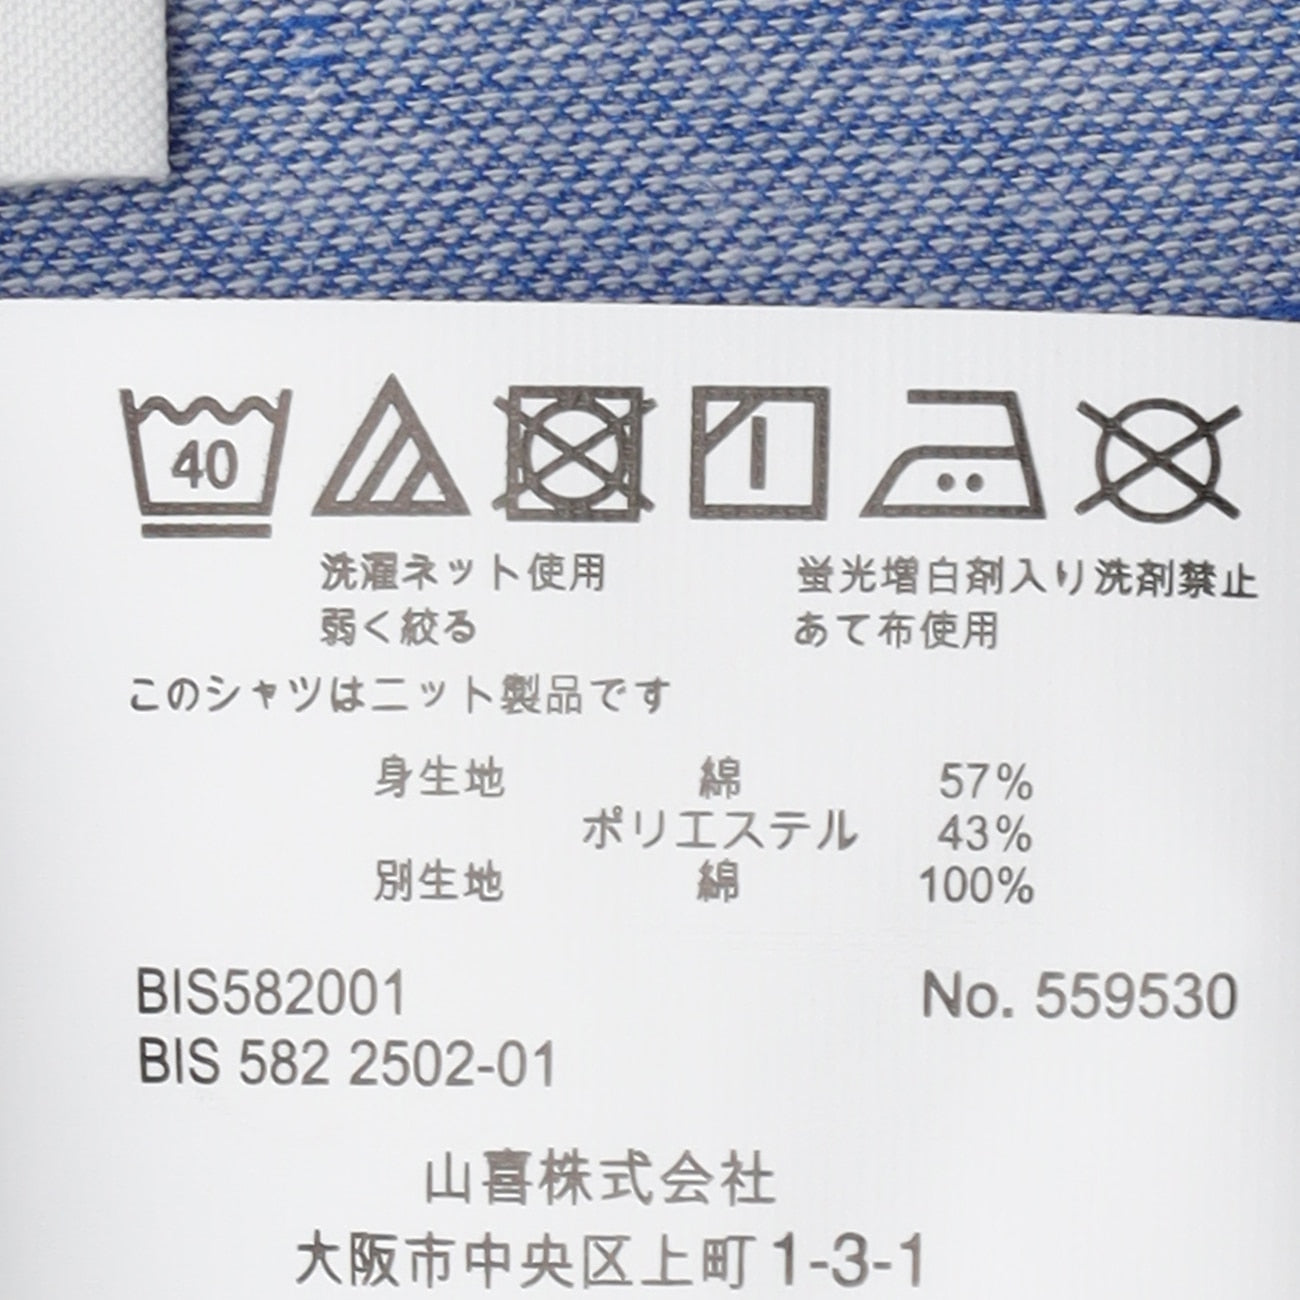 40
洗濯ネット使用
弱く絞る
蛍光増白剤入り洗剤禁止
あて布使用
このシャツはニット製品です
身生地 綿 57%
ポリエステル 43%
別生地 綿 100%
BIS582001 No. 559530
BIS 582 2502-01
山喜株式会社
大阪市中央区上町1-3-1